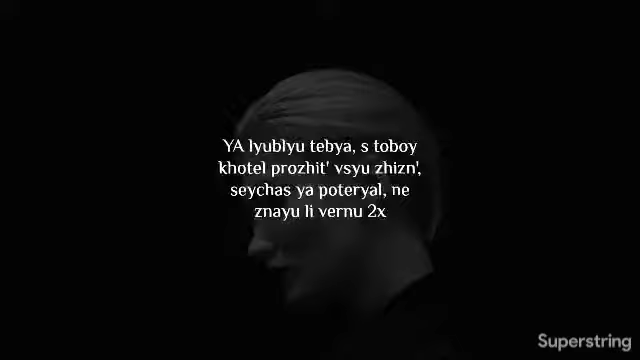 YA lyublyu tebya, s toboy
khotel prozhit' vsyu zhizn',
seychas ya poteryal, ne
znayu li vernu 2x
Superstring